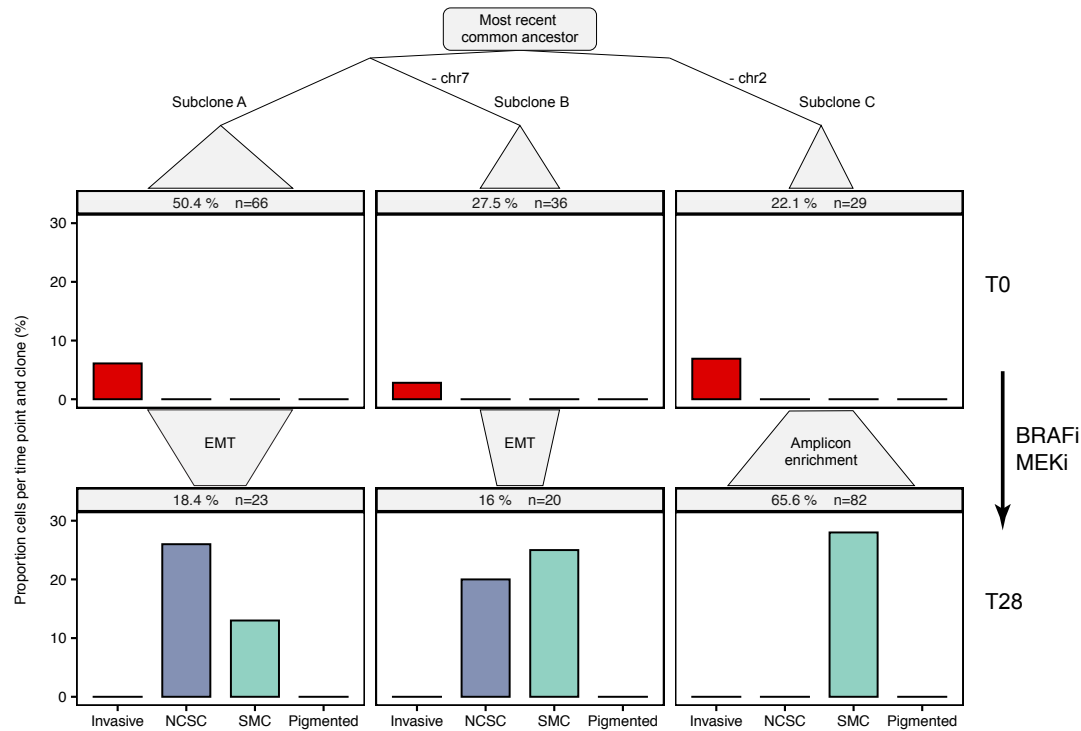 Most recent
common ancestor
- chr7
- chr2
Subclone A
Subclone B
Subclone C
50.4 % n=66
27.5 % n=36
22.1 % n=29
30
20
10
0
T0
Proportion cells per time point and clone (%)
EMT
EMT
Amplicon
enrichment
BRAFi
MEKi
18.4 % n=23
16 % n=20
65.6 % n=82
30
20
10
0
T28
Invasive NCSC SMC Pigmented
Invasive NCSC SMC Pigmented
Invasive NCSC SMC Pigmented